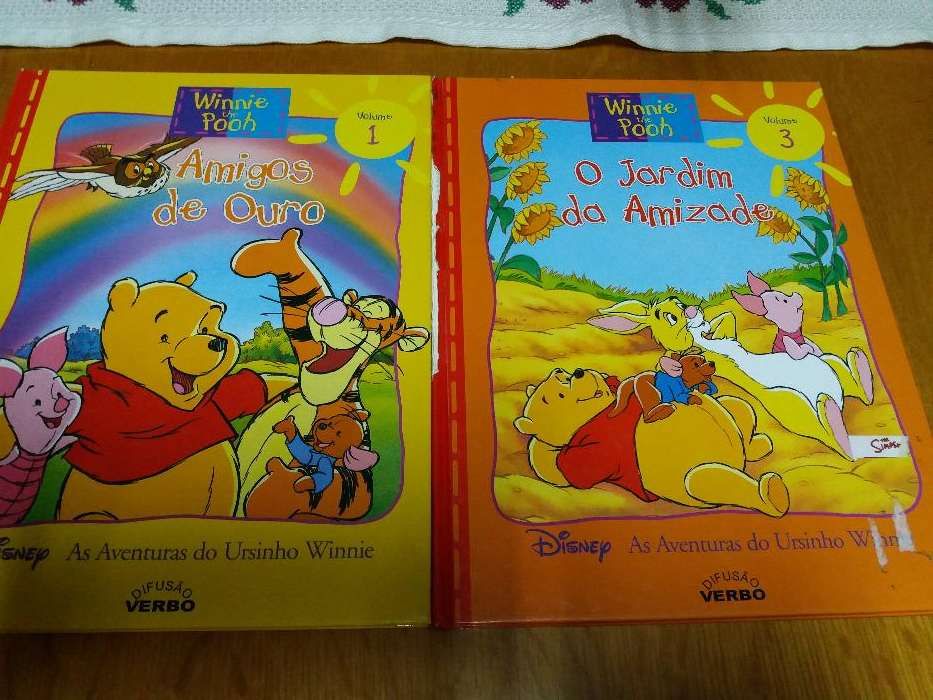 Winnie
the
Pooh
Volume
1
Amigos
de Ouro
DISNEY As Aventuras do Ursinho Winnie
DIFUSÃO
VERBO
Winnie
the
Pooh
Volume
3
O Jardim
da Amizade
Disney As Aventuras do Ursinho Winn
DIFUSÃO
VERBO